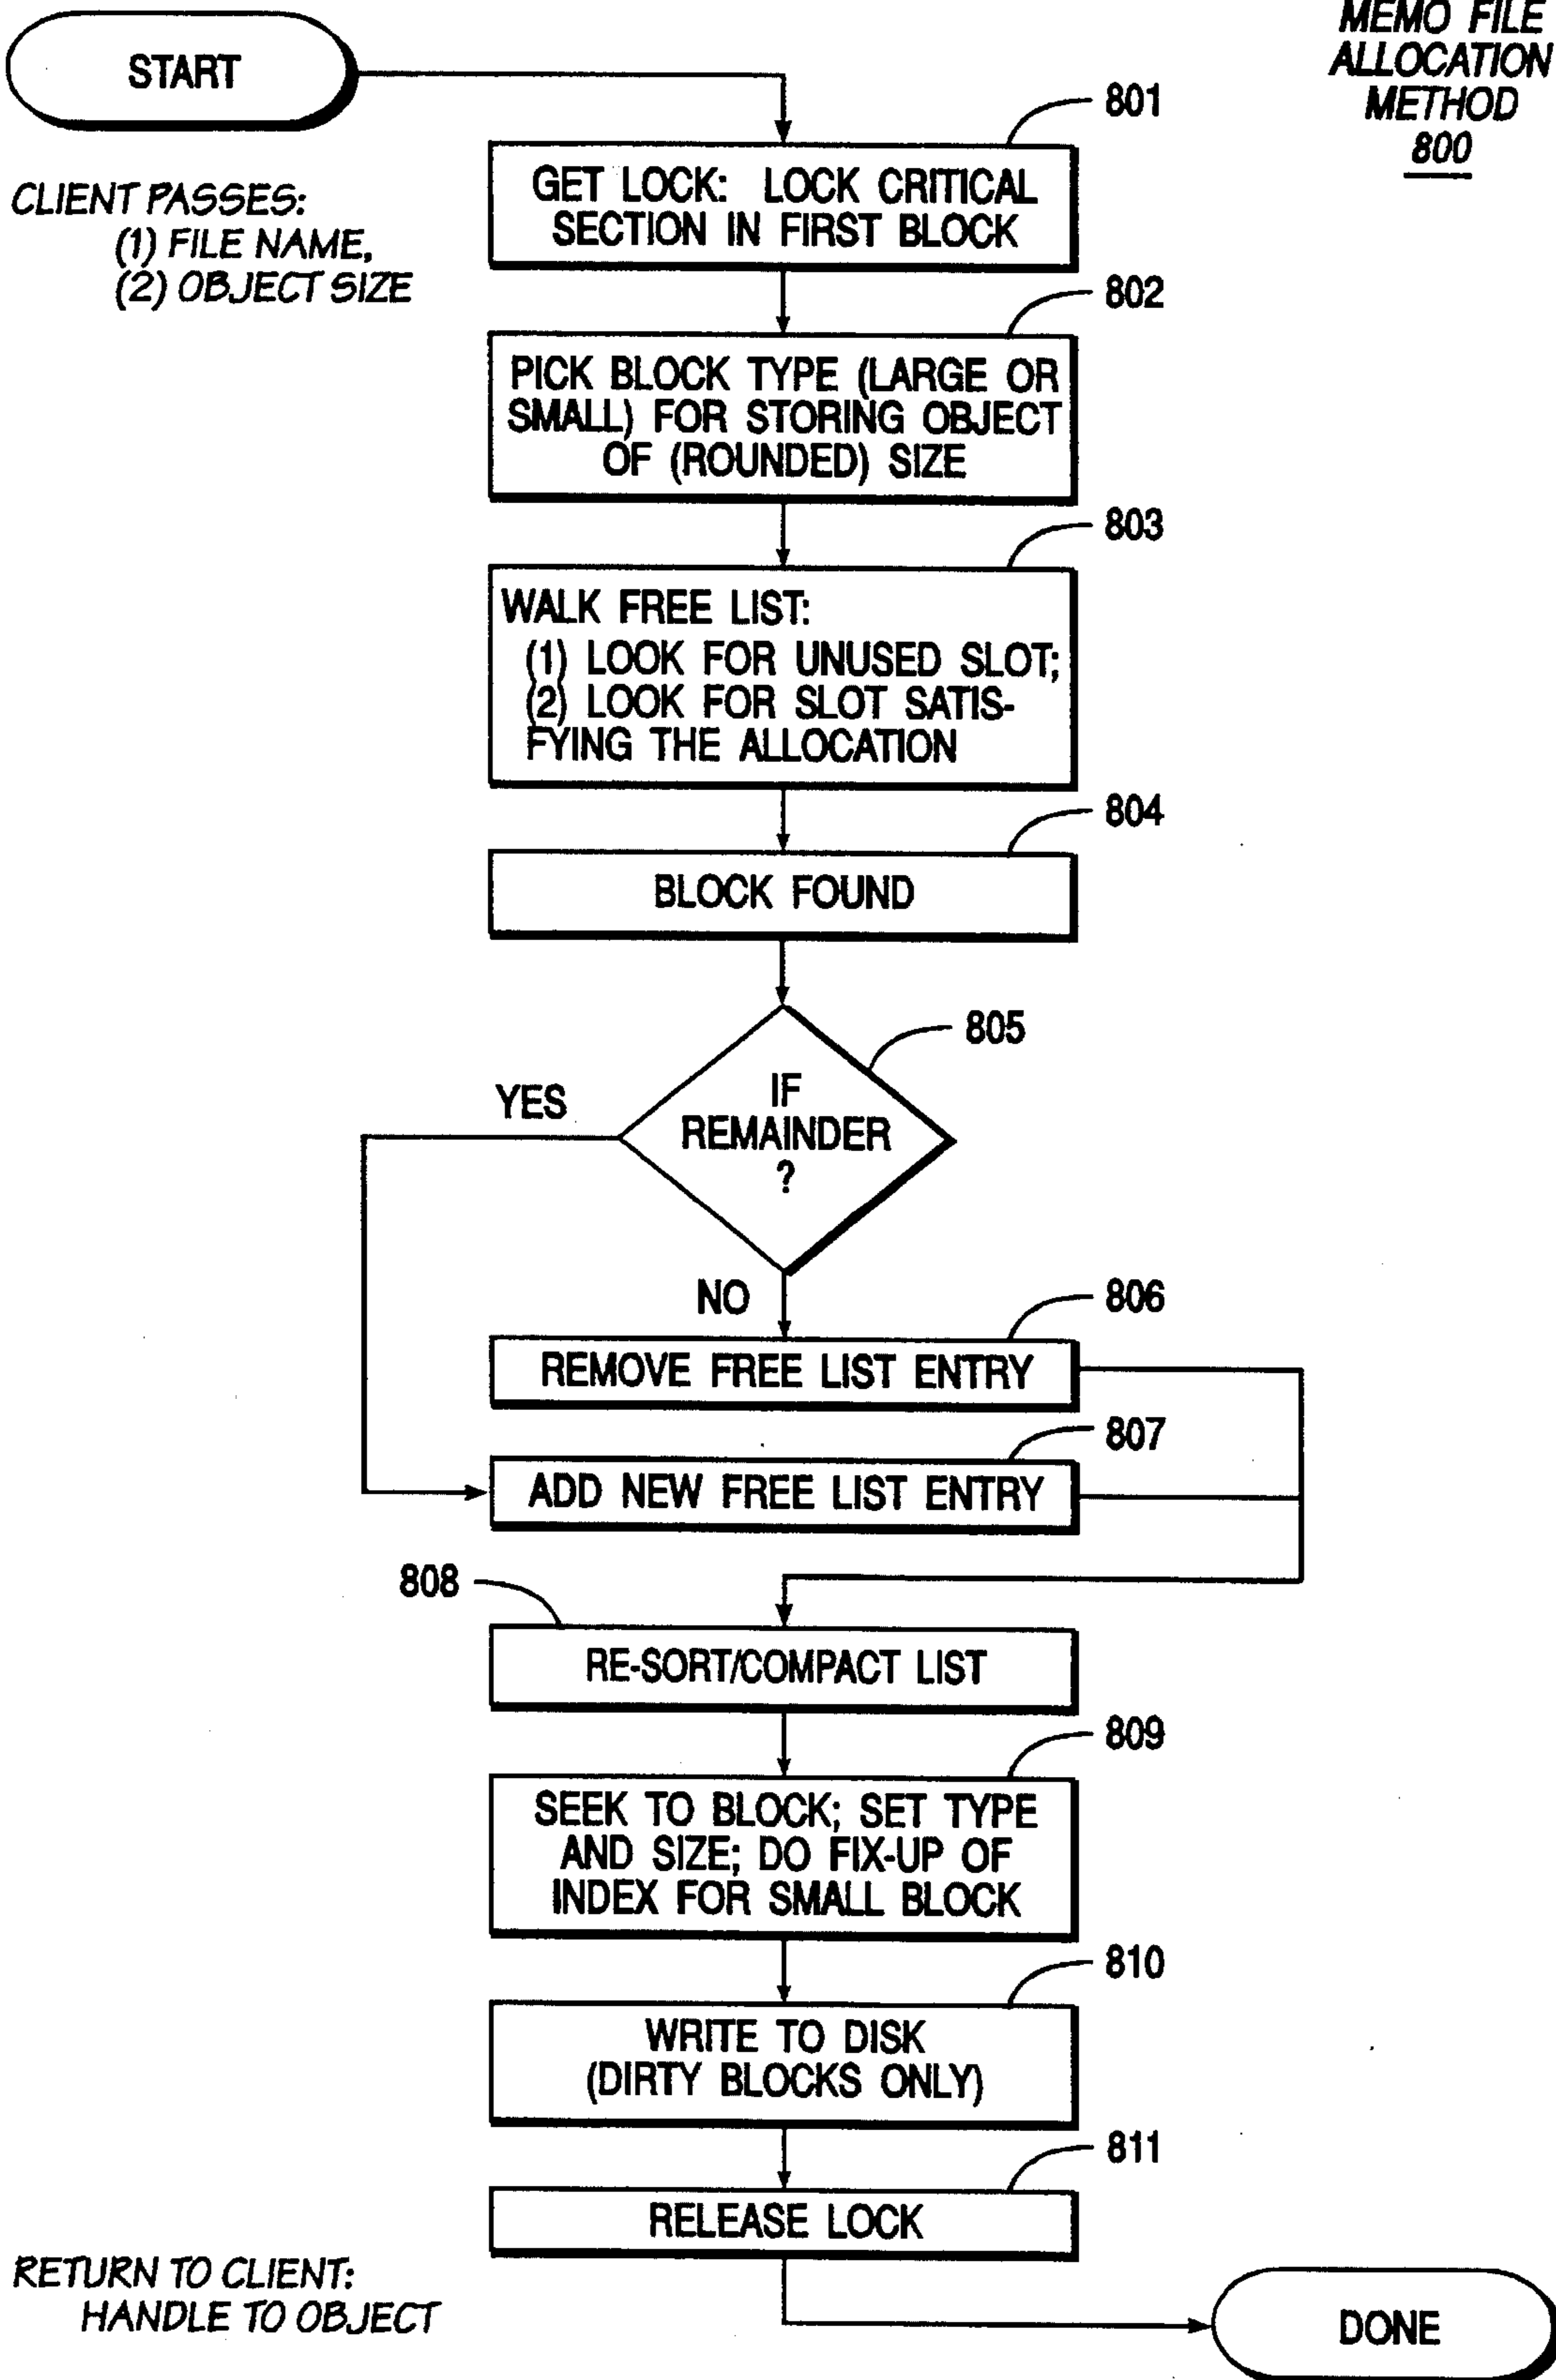 MEMO FILE
ALLOCATION
METHOD
800
START
CLIENT PASSES:
(1) FILE NAME,
(2) OBJECT SIZE
801
GET LOCK: LOCK CRITICAL
SECTION IN FIRST BLOCK
802
PICK BLOCK TYPE (LARGE OR
SMALL) FOR STORING OBJECT
OF (ROUNDED) SIZE
803
WALK FREE LIST:
(1) LOOK FOR UNUSED SLOT;
(2) LOOK FOR SLOT SATIS-
FYING THE ALLOCATION
804
BLOCK FOUND
805
IF
REMAINDER
?
YES
NO
806
REMOVE FREE LIST ENTRY
807
ADD NEW FREE LIST ENTRY
808
RE-SORT/COMPACT LIST
809
SEEK TO BLOCK; SET TYPE
AND SIZE; DO FIX-UP OF
INDEX FOR SMALL BLOCK
810
WRITE TO DISK
(DIRTY BLOCKS ONLY)
811
RELEASE LOCK
RETURN TO CLIENT:
HANDLE TO OBJECT
DONE